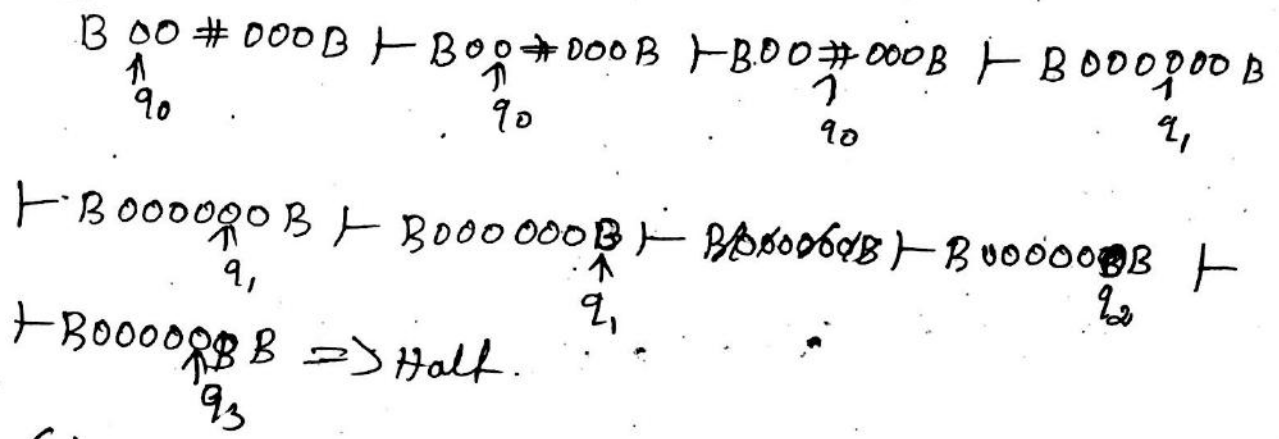 B 00 # 000B ⊢ B00#000B ⊢ B00#000B ⊢ B000000B
↑ ↑ ↑ ↑
q0 q0 q0 q1
⊢ B000000B ⊢ B000000B ⊢ ⊢ B00000BB ⊢
↑ ↑
q1 q1 q2
⊢ B00000BB ⇒ Halt.
↑
q3